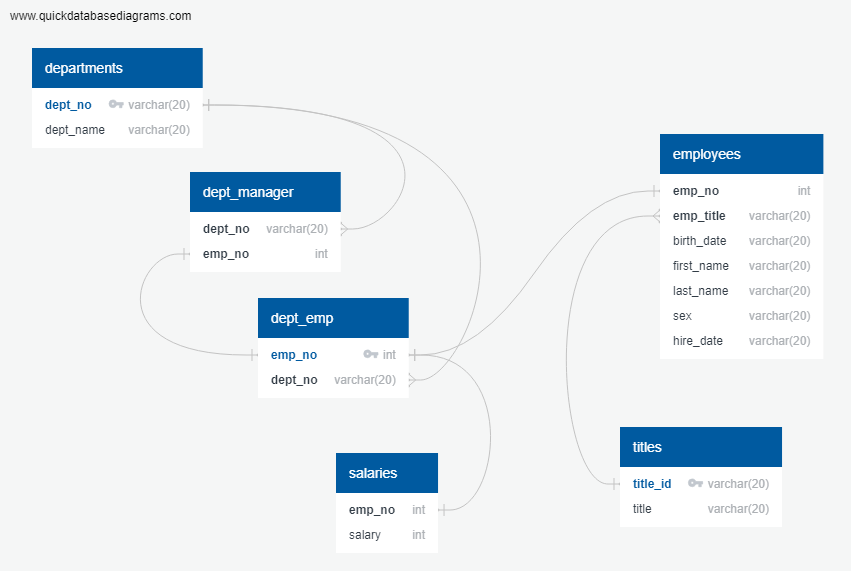 www.quickdatabasediagrams.com
departments
dept_no varchar(20)
dept_name varchar(20)
dept_manager
dept_no varchar(20)
emp_no int
dept_emp
emp_no int
dept_no varchar(20)
salaries
emp_no int
salary int
employees
emp_no int
emp_title varchar(20)
birth_date varchar(20)
first_name varchar(20)
last_name varchar(20)
sex varchar(20)
hire_date varchar(20)
titles
title_id varchar(20)
title varchar(20)